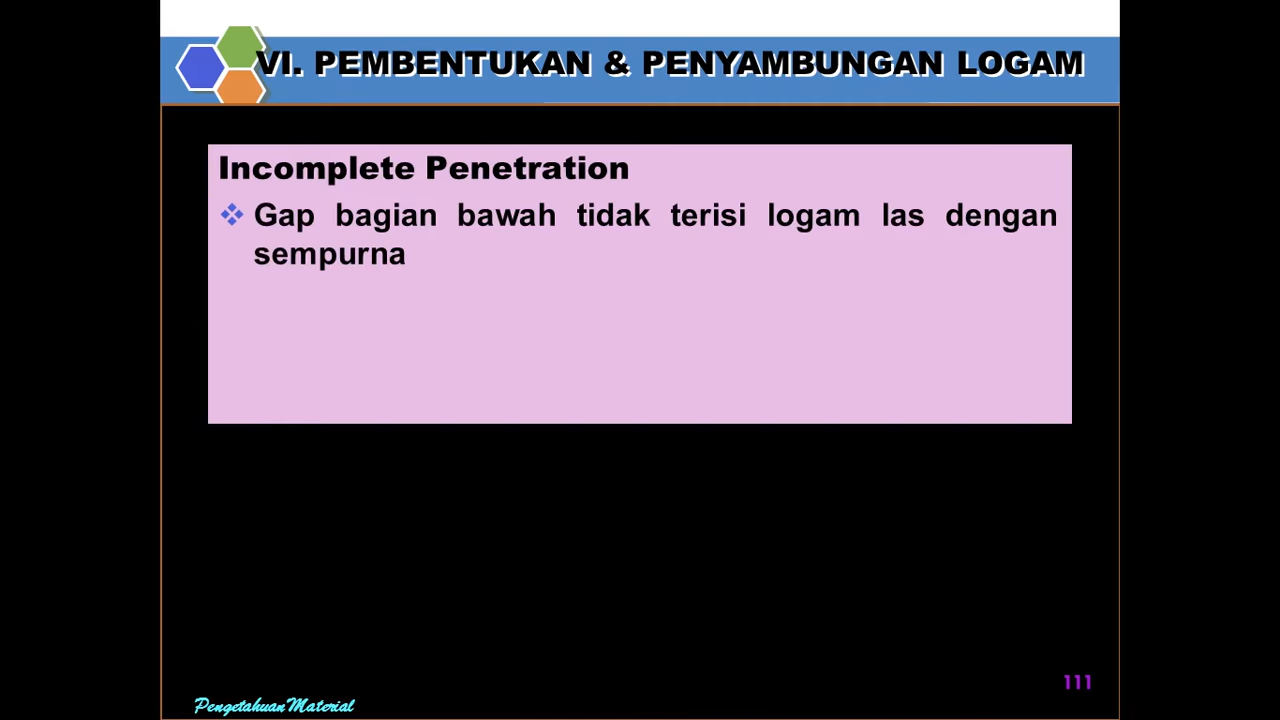 VI. PEMBENTUKAN & PENYAMBUNGAN LOGAM
Incomplete Penetration
Gap bagian bawah tidak terisi logam las dengan
sempurna
111
Pengetahuan Material